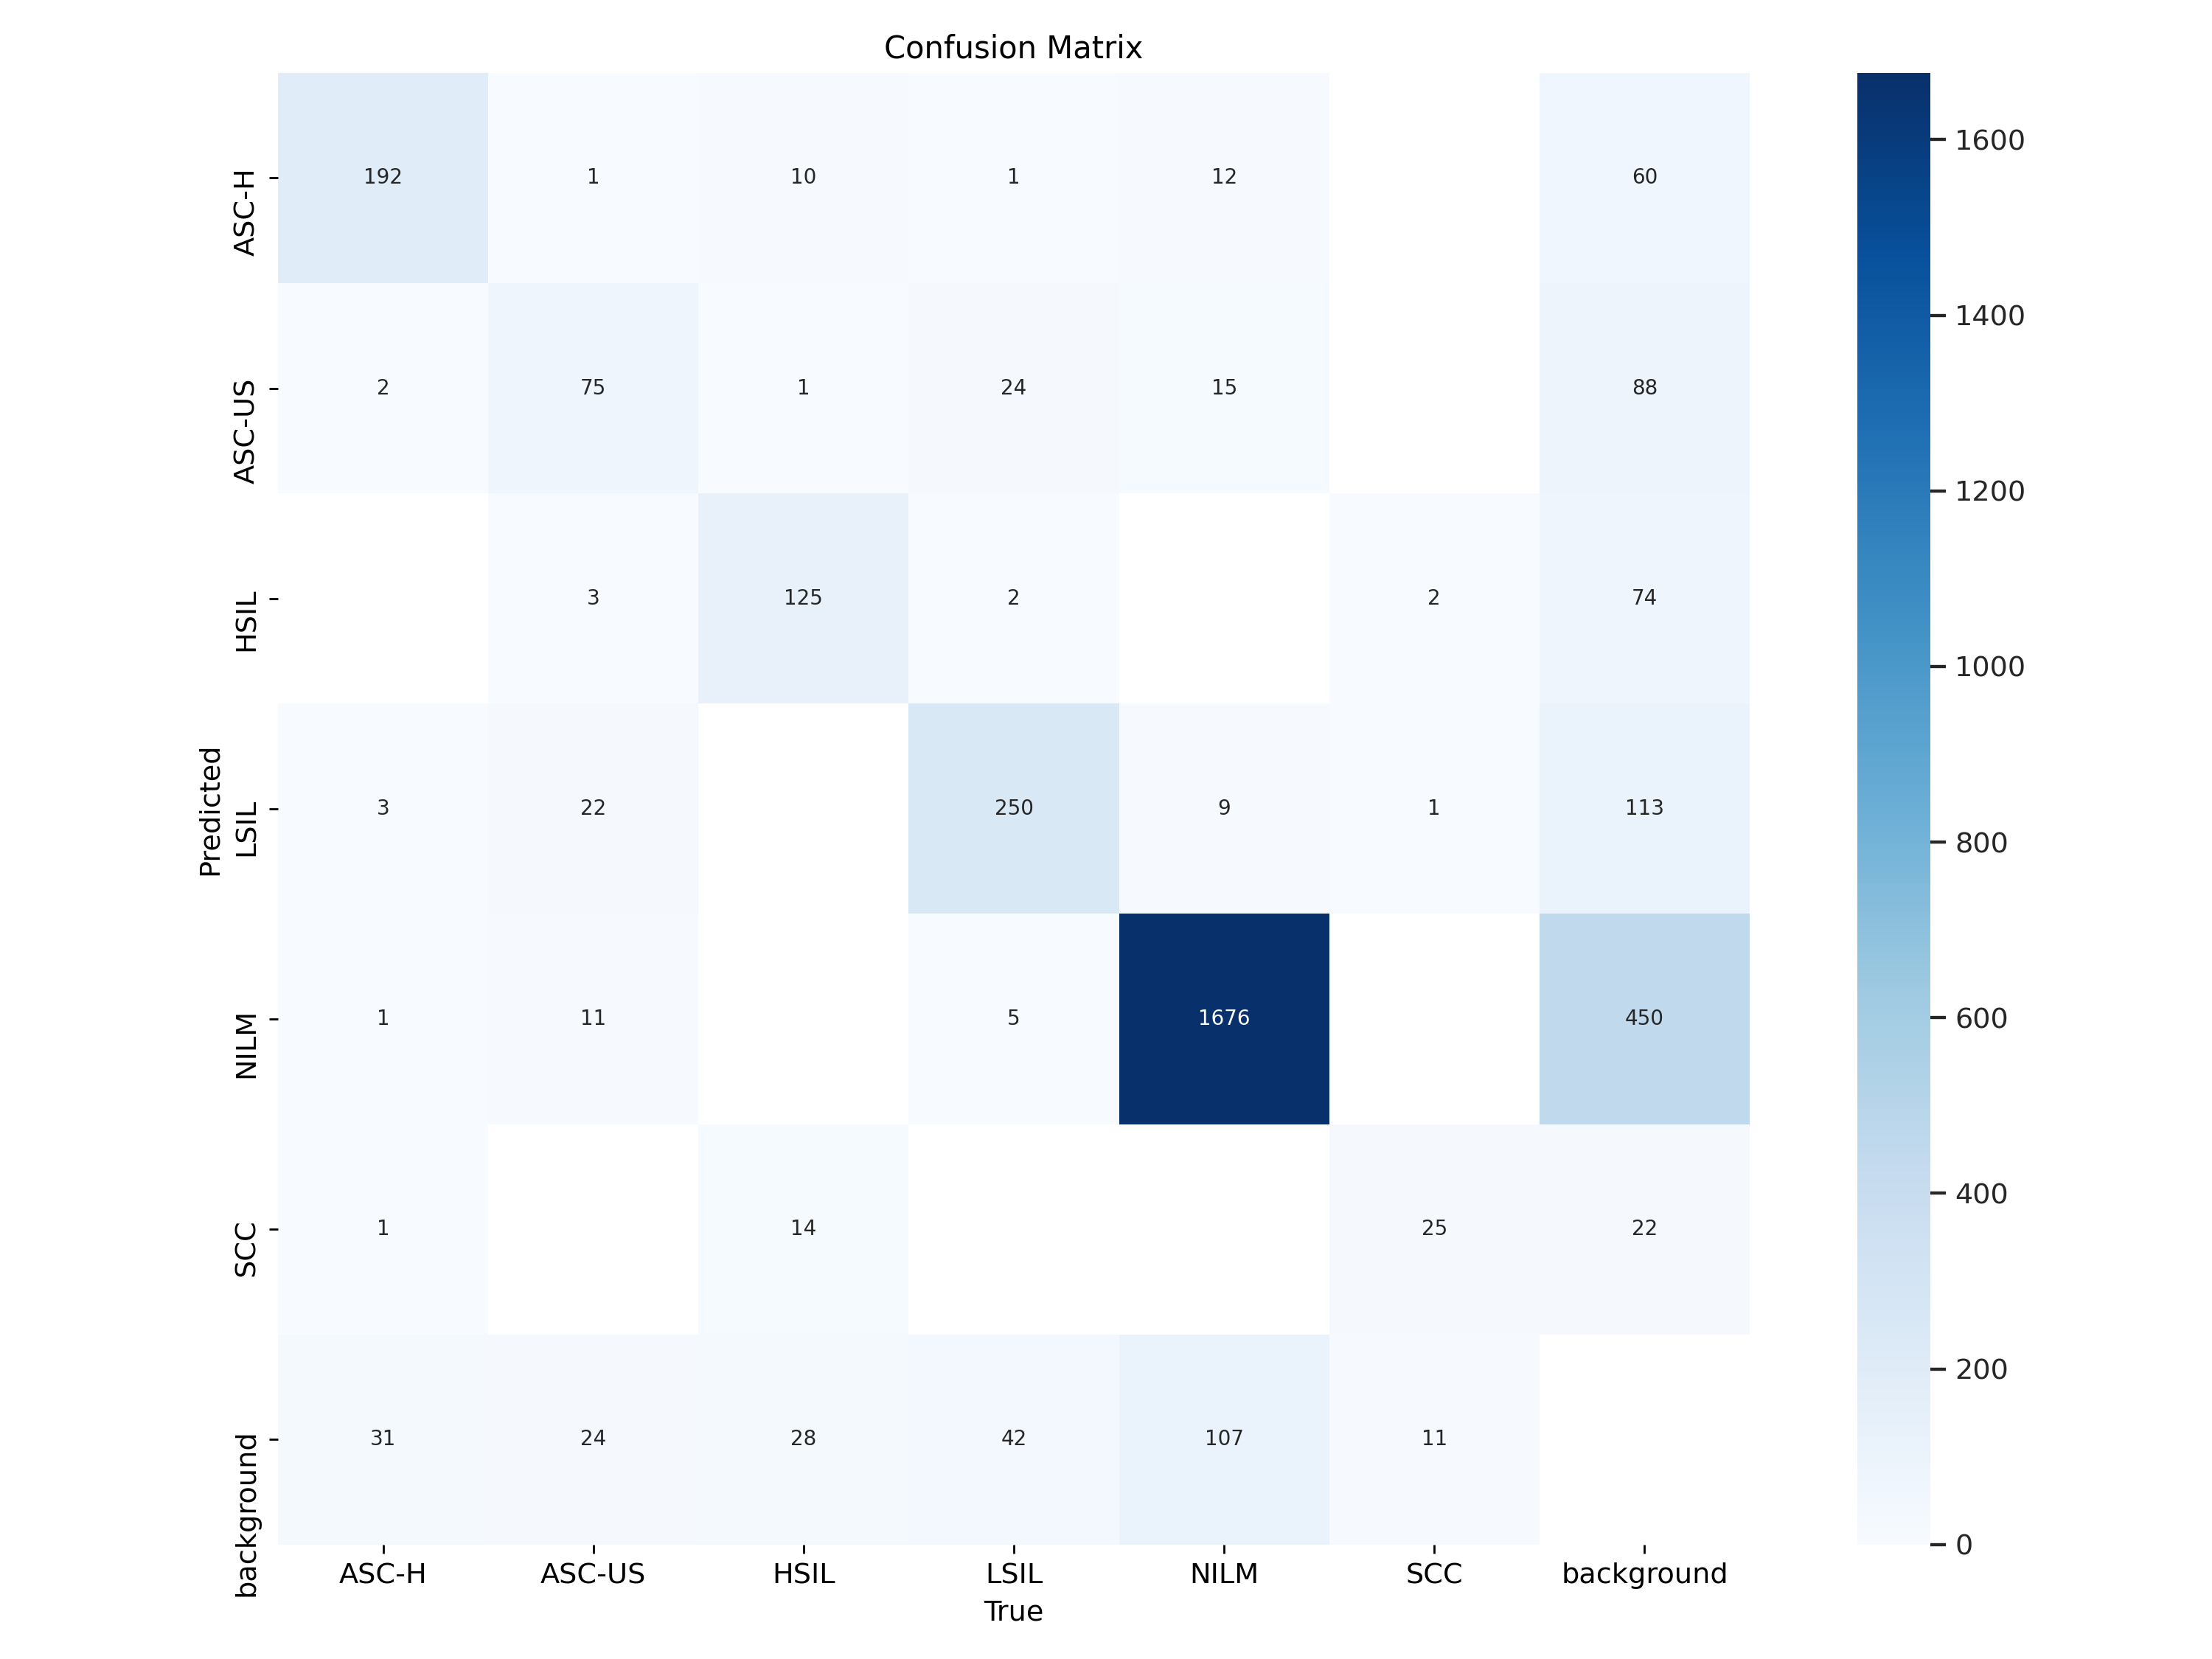 Confusion Matrix
ASC-H 192 1 10 1 12 60
ASC-US 2 75 1 24 15 88
HSIL 3 125 2 2 74
LSIL 3 22 250 9 1 113
NILM 1 11 5 1676 450
SCC 1 14 25 22
background 31 24 28 42 107 11
ASC-H ASC-US HSIL LSIL NILM SCC background
True
Predicted
1600
1400
1200
1000
800
600
400
200
0